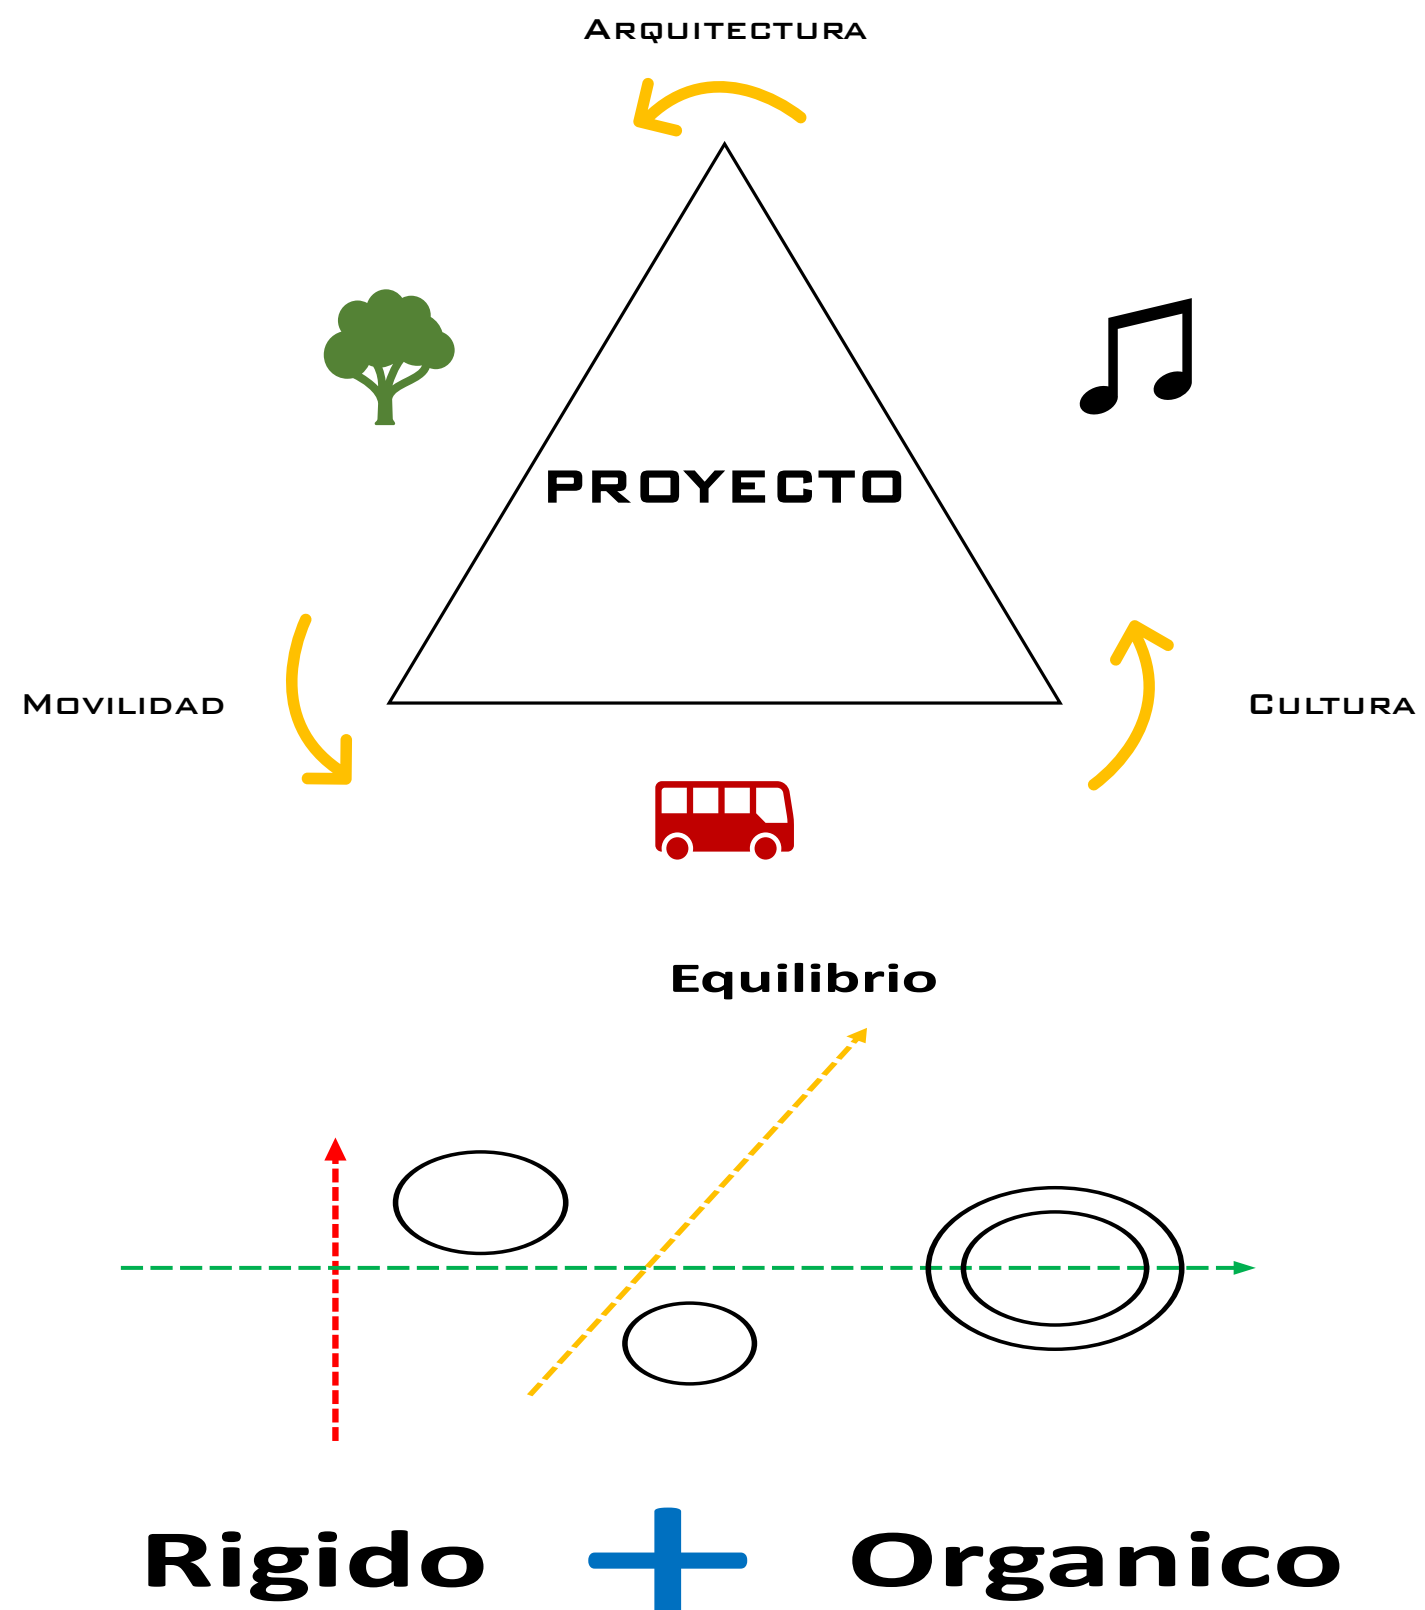 Arquitectura
PROYECTO
Movilidad
Cultura
Equilibrio
Rigido
Organico